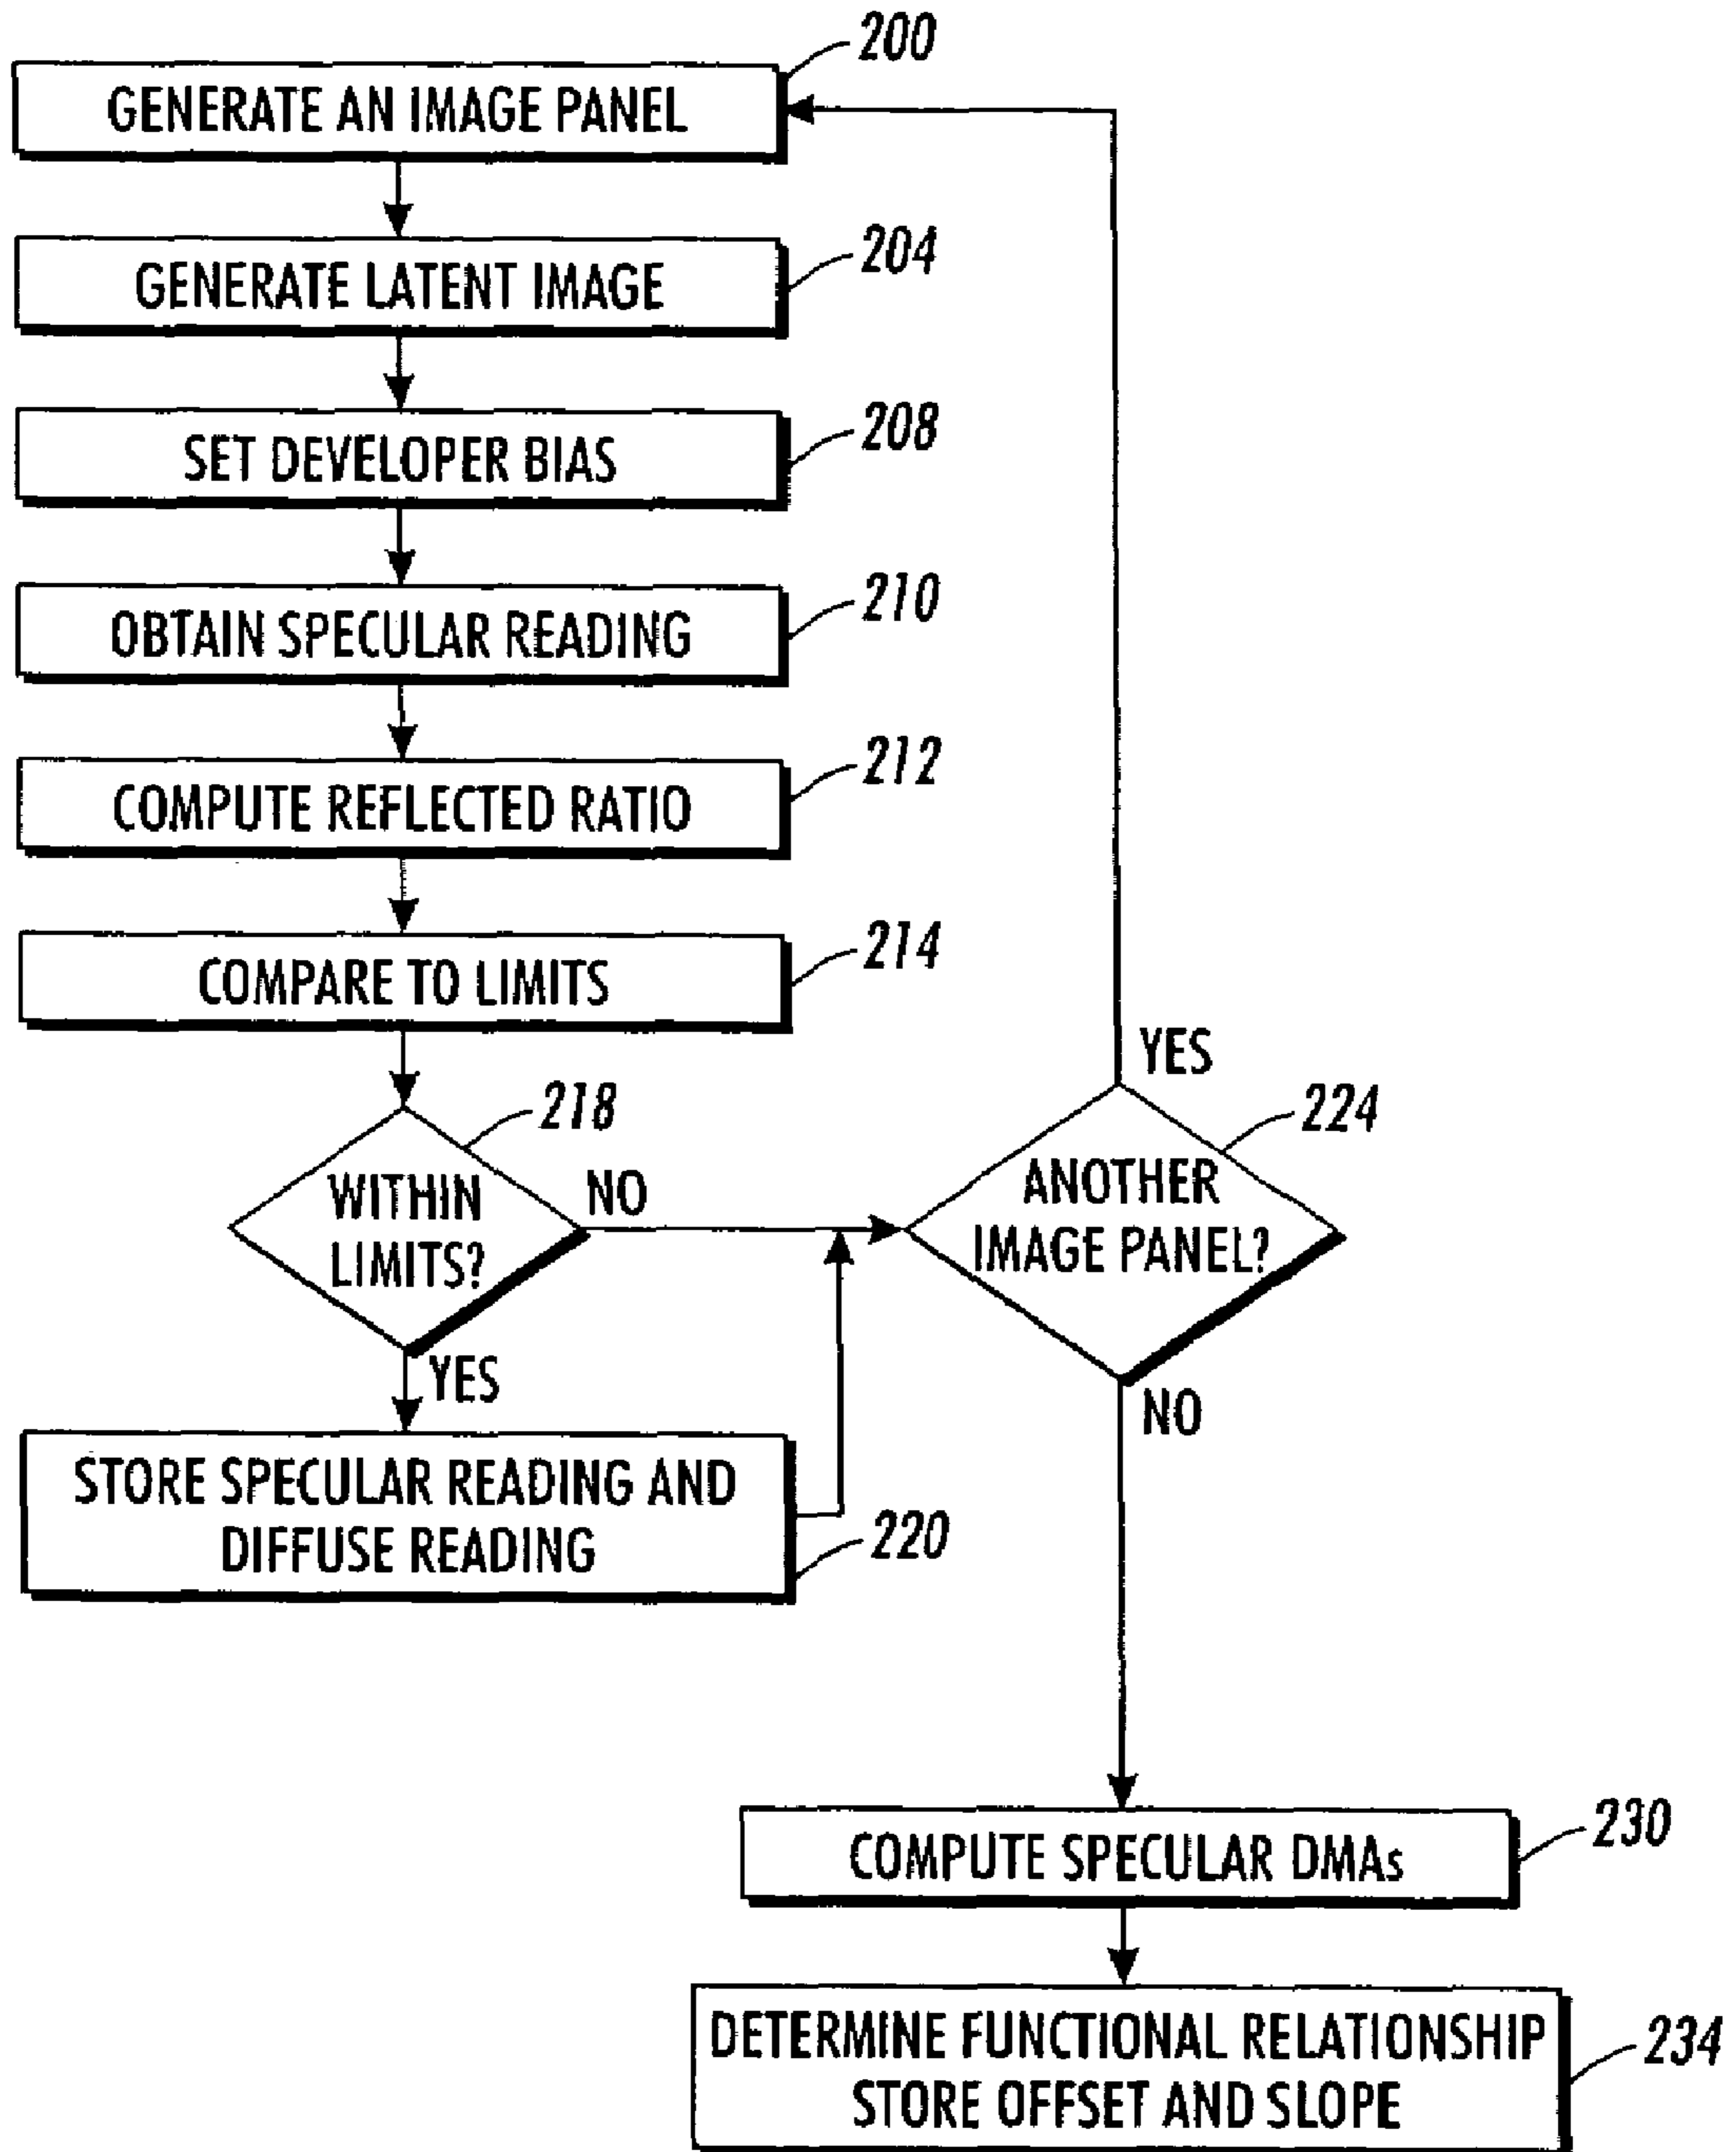 200
GENERATE AN IMAGE PANEL
204
GENERATE LATENT IMAGE
208
SET DEVELOPER BIAS
210
OBTAIN SPECULAR READING
212
COMPUTE REFLECTED RATIO
214
COMPARE TO LIMITS
218
WITHIN
LIMITS?
NO
YES
STORE SPECULAR READING AND
DIFFUSE READING
220
YES
224
ANOTHER
IMAGE PANEL?
NO
230
COMPUTE SPECULAR DMAs
DETERMINE FUNCTIONAL RELATIONSHIP
STORE OFFSET AND SLOPE
234